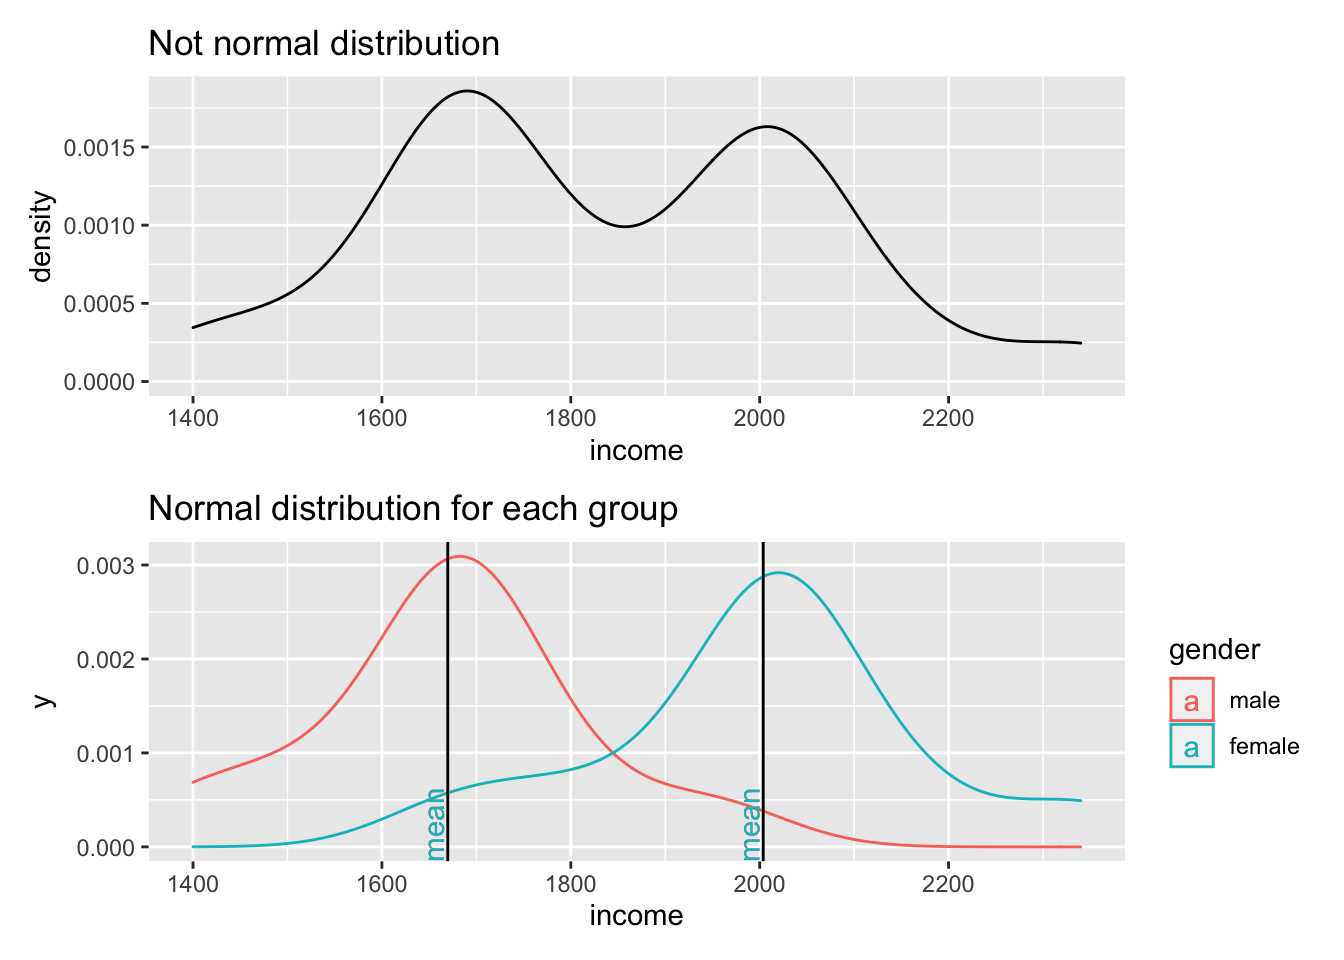 Not normal distribution
density
0.0015
0.0010
0.0005
0.0000
1400 1600 1800 2000 2200
income
Normal distribution for each group
y
0.003
0.002
0.001
0.000
mean mean
1400 1600 1800 2000 2200
income
gender
a male
a female